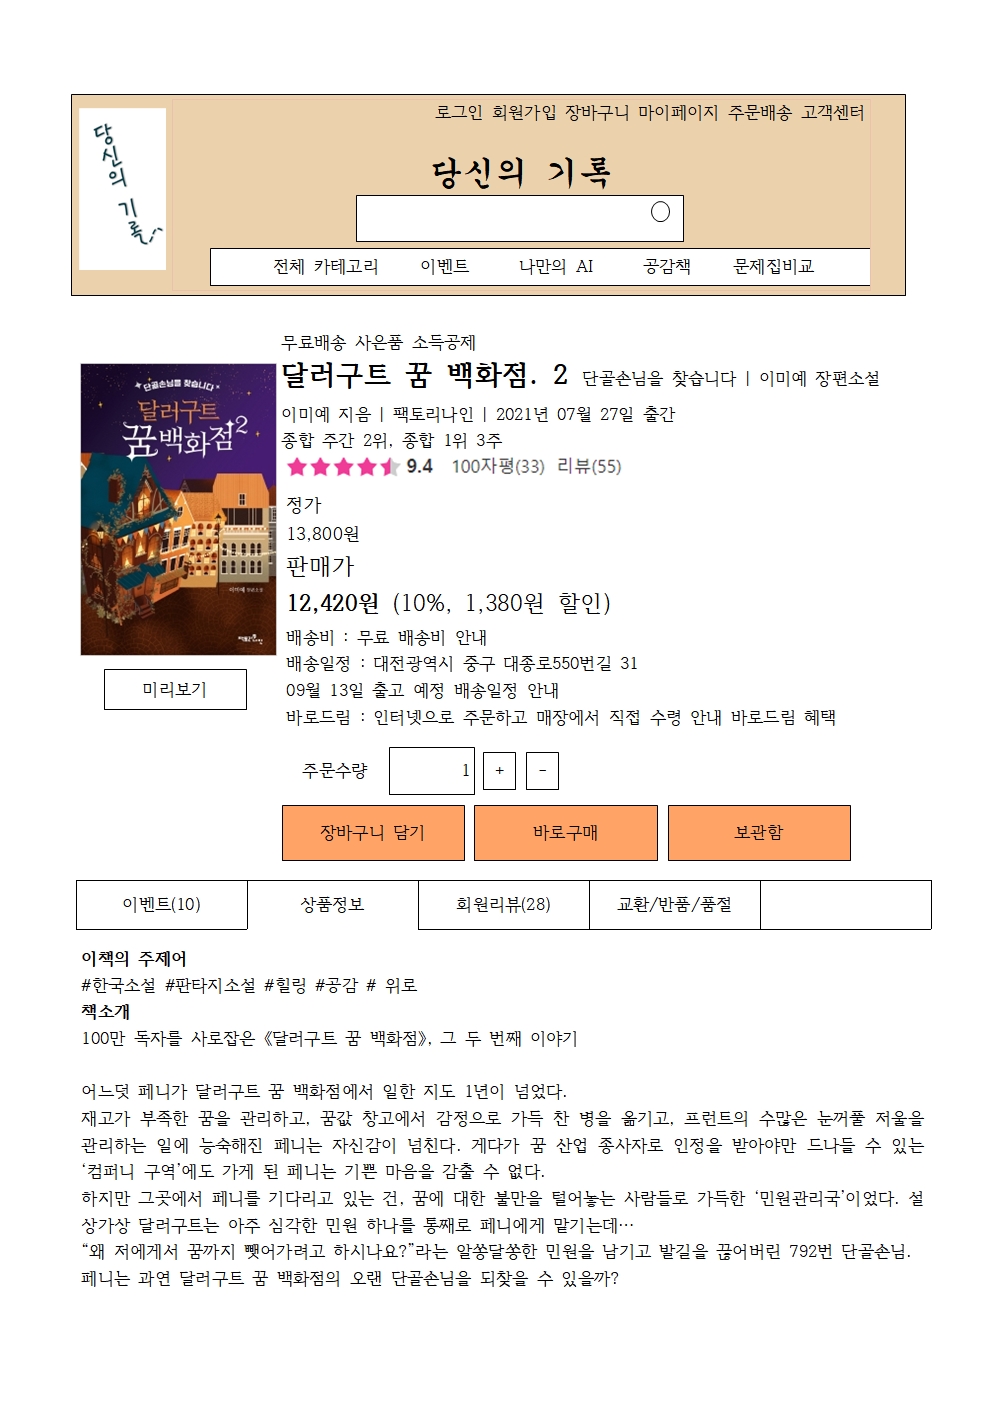 당신의 기록
로그인 회원가입 장바구니 마이페이지 주문배송 고객센터
당신의 기록
전체 카테고리 이벤트 나만의 AI 공감책 문제집비교
무료배송 사은품 소득공제
달러구트 꿈 백화점. 2 단골손님을 찾습니다 | 이미예 장편소설
이미예 지음 | 팩토리나인 | 2021년 07월 27일 출간
종합 주간 2위, 종합 1위 3주
9.4 100자평(33) 리뷰(55)
단골손님을 찾습니다
달러구트
꿈백화점2
이미예 장편소설
팩토리나인
미리보기
정가
13,800원
판매가
12,420원 (10%, 1,380원 할인)
배송비 : 무료 배송비 안내
배송일정 : 대전광역시 중구 대종로550번길 31
09월 13일 출고 예정 배송일정 안내
바로드림 : 인터넷으로 주문하고 매장에서 직접 수령 안내 바로드림 혜택
주문수량 1 + -
장바구니 담기 바로구매 보관함
이벤트(10) 상품정보 회원리뷰(28) 교환/반품/품절
이책의 주제어
#한국소설 #판타지소설 #힐링 #공감 # 위로
책소개
100만 독자를 사로잡은 《달러구트 꿈 백화점》, 그 두 번째 이야기
어느덧 페니가 달러구트 꿈 백화점에서 일한 지도 1년이 넘었다.
재고가 부족한 꿈을 관리하고, 꿈값 창고에서 감정으로 가득 찬 병을 옮기고, 프런트의 수많은 눈꺼풀 저울을
관리하는 일에 능숙해진 페니는 자신감이 넘친다. 게다가 꿈 산업 종사자로 인정을 받아야만 드나들 수 있는
‘컴퍼니 구역’에도 가게 된 페니는 기쁜 마음을 감출 수 없다.
하지만 그곳에서 페니를 기다리고 있는 건, 꿈에 대한 불만을 털어놓는 사람들로 가득한 ‘민원관리국’이었다. 설
상가상 달러구트는 아주 심각한 민원 하나를 통째로 페니에게 맡기는데…
“왜 저에게서 꿈까지 뺏어가려고 하시나요?”라는 알쏭달쏭한 민원을 남기고 발길을 끊어버린 792번 단골손님.
페니는 과연 달러구트 꿈 백화점의 오랜 단골손님을 되찾을 수 있을까?